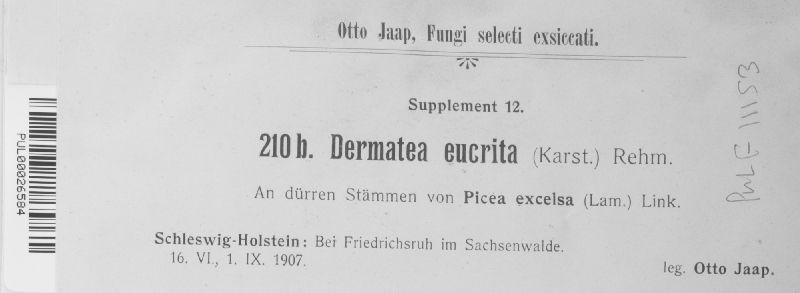 Otto Jaap, Fungi selecti exsiccati.
Supplement 12.
210 b. Dermatea eucrita (Karst.) Rehm.
An dürren Stämmen von Picea excelsa (Lam.) Link.
Schleswig-Holstein: Bei Friedrichsruh im Sachsenwalde.
16. VI., 1. IX. 1907.
leg. Otto Jaap.
PUL00026584
PUL F 11153